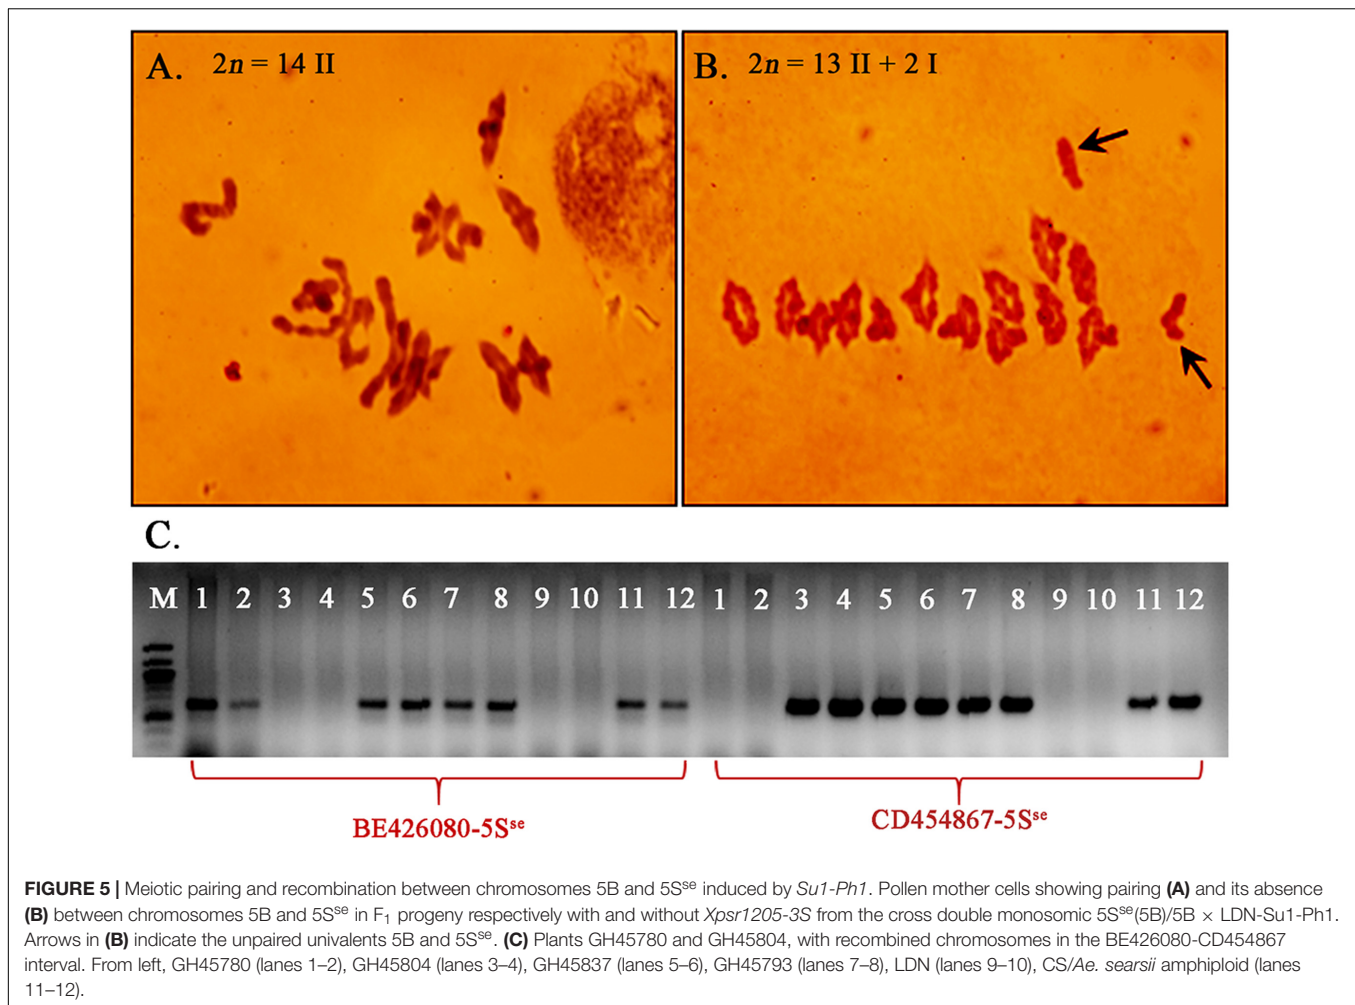 A. 2n = 14 II
B. 2n = 13 II + 2 I
C.
M 1 2 3 4 5 6 7 8 9 10 11 12 1 2 3 4 5 6 7 8 9 10 11 12
BE426080-5Sˢᵉ
CD454867-5Sˢᵉ
FIGURE 5 | Meiotic pairing and recombination between chromosomes 5B and 5Sˢᵉ induced by Su1-Ph1. Pollen mother cells showing pairing (A) and its absence
(B) between chromosomes 5B and 5Sˢᵉ in F₁ progeny respectively with and without Xpsr1205-3S from the cross double monosomic 5Sˢᵉ(5B)/5B × LDN-Su1-Ph1.
Arrows in (B) indicate the unpaired univalents 5B and 5Sˢᵉ. (C) Plants GH45780 and GH45804, with recombined chromosomes in the BE426080-CD454867
interval. From left, GH45780 (lanes 1–2), GH45804 (lanes 3–4), GH45837 (lanes 5–6), GH45793 (lanes 7–8), LDN (lanes 9–10), CS/Ae. searsii amphiploid (lanes
11–12).